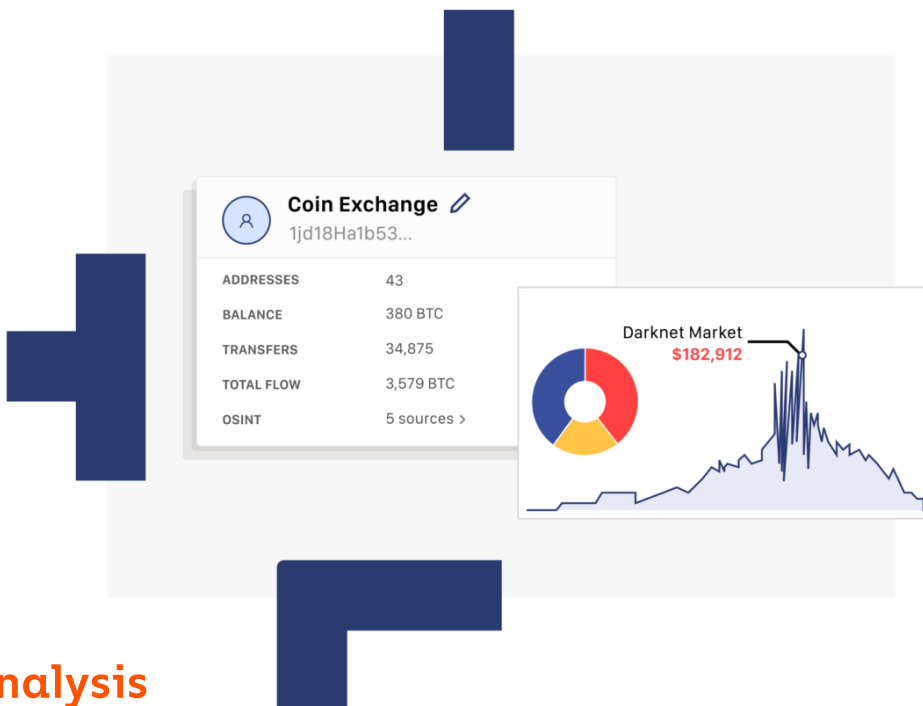 Coin Exchange
1jd18Ha1b53...
ADDRESSES 43
BALANCE 380 BTC
TRANSFERS 34,875
TOTAL FLOW 3,579 BTC
OSINT 5 sources >
Darknet Market
$182,912
nalysis